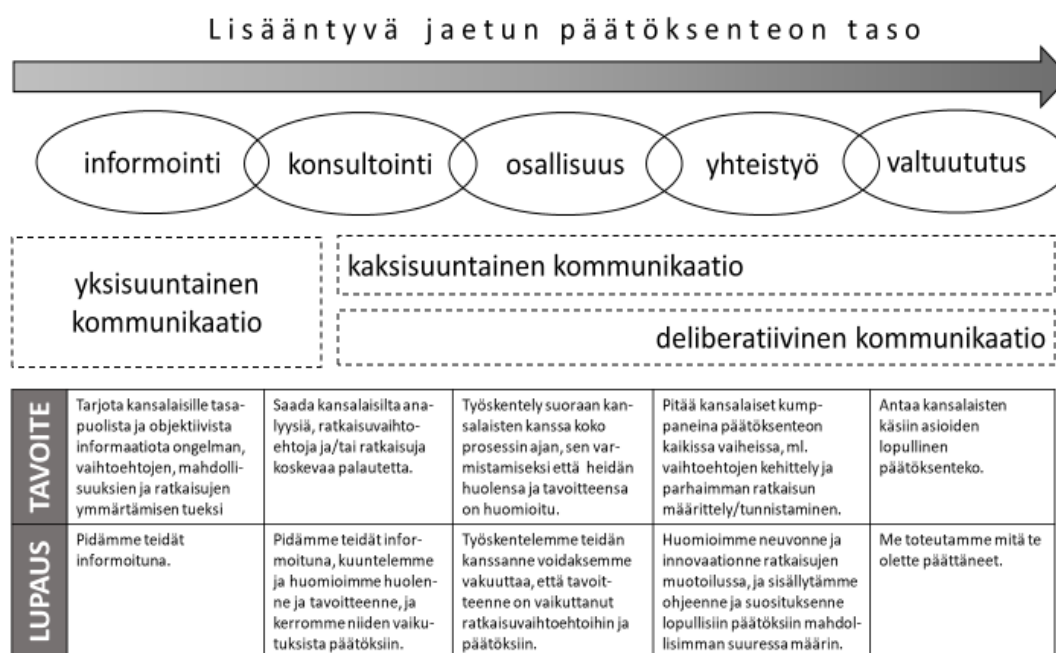 Lisääntyvä jaetun päätöksenteon taso
informointi
konsultointi
osallisuus
yhteistyö
valtuututus
yksisuuntainen
kommunikaatio
kaksisuuntainen kommunikaatio
deliberatiivinen kommunikaatio
TAVOITE
Tarjota kansalaisille tasa-
puolista ja objektiivista
informaatiota ongelman,
vaihtoehtojen, mahdolli-
suuksien ja ratkaisujen
ymmärtämisen tueksi
Saada kansalaisilta ana-
lyysiä, ratkaisuvaihto-
ehtoja ja/tai ratkaisuja
koskevaa palautetta.
Työskentely suoraan kan-
salaisten kanssa koko
prosessin ajan, sen var-
mistamiseksi että heidän
huolensa ja tavoitteensa
on huomioitu.
Pitää kansalaiset kump-
paneina päätöksenteon
kaikissa vaiheissa, ml.
vaihtoehtojen kehittely ja
parhaimman ratkaisun
määrittely/tunnistaminen.
Antaa kansalaisten
käsiin asioiden
lopullinen
päätöksenteko.
LUPAUS
Pidämme teidät
informoituna.
Pidämme teidät infor-
moituna, kuuntelemme
ja huomioimme huolen-
ne ja tavoitteenne, ja
kerromme niiden vaiku-
tuksista päätöksiin.
Työskentelemme teidän
kanssanne voidaksemme
vakuuttaa, että tavoit-
teenne on vaikuttanut
ratkaisuvaihtoehtoihin ja
päätöksiin.
Huomioimme neuvonne ja
innovaationne ratkaisujen
muotoilussa, ja sisällytämme
ohjeenne ja suosituksenne
lopullisiin päätöksiin mahdol-
lisimman suuressa määrin.
Me toteutamme mitä te
olette päättäneet.